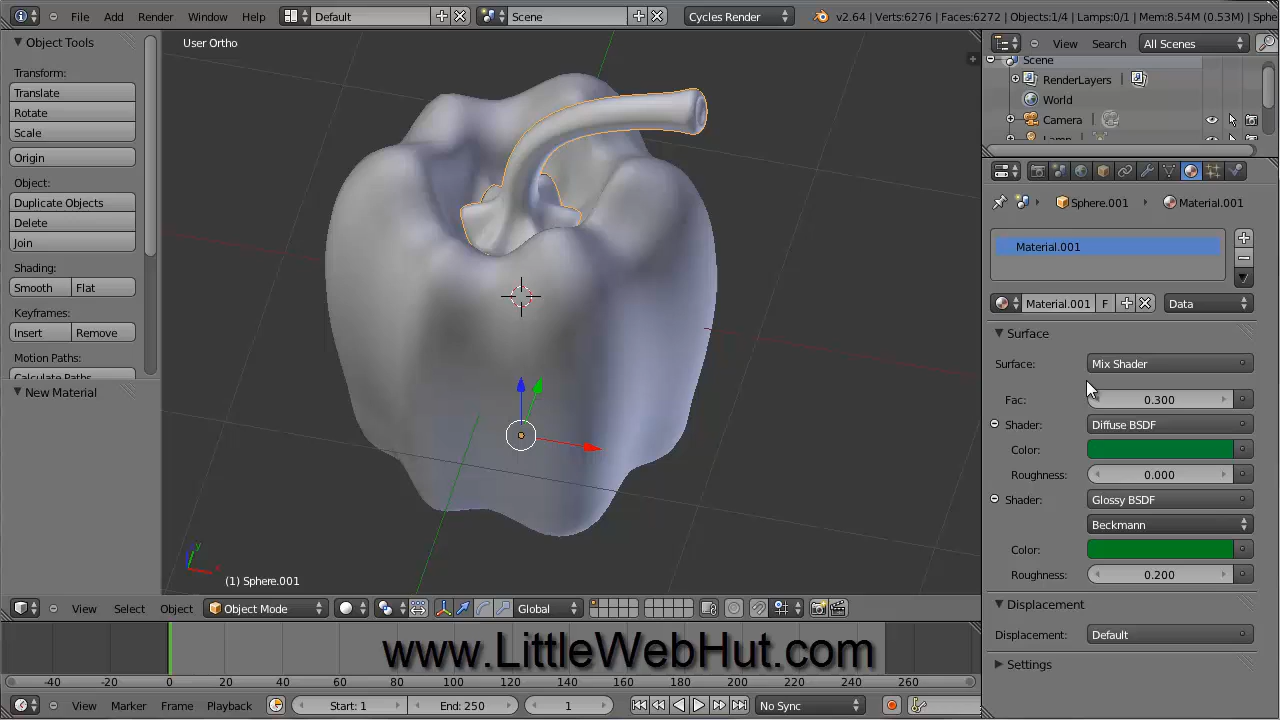 File Add Render Window Help Default Scene Cycles Render v2.64 | Verts:6276 | Faces:6272 | Objects:1/4 | Lamps:0/1 | Mem:8.54M (0.53M) | Sphe
Object Tools
Transform:
Translate
Rotate
Scale
Origin
Object:
Duplicate Objects
Delete
Join
Shading:
Smooth Flat
Keyframes:
Insert Remove
Motion Paths:
Calculate Paths
New Material
User Ortho
y
x
(1) Sphere.001
View Select Object Object Mode Global
www.LittleWebHut.com
-40 -20 0 20 40 60 80 100 120 140 160 180 200 220 240 260
View Marker Frame Playback Start: 1 End: 250 1 No Sync
View Search All Scenes
Scene
RenderLayers
World
Camera
Lamp
Sphere.001 Material.001
Material.001
Material.001 F Data
Surface
Surface: Mix Shader
Fac: 0.300
Shader: Diffuse BSDF
Color:
Roughness: 0.000
Shader: Glossy BSDF
Beckmann
Color:
Roughness: 0.200
Displacement
Displacement: Default
Settings